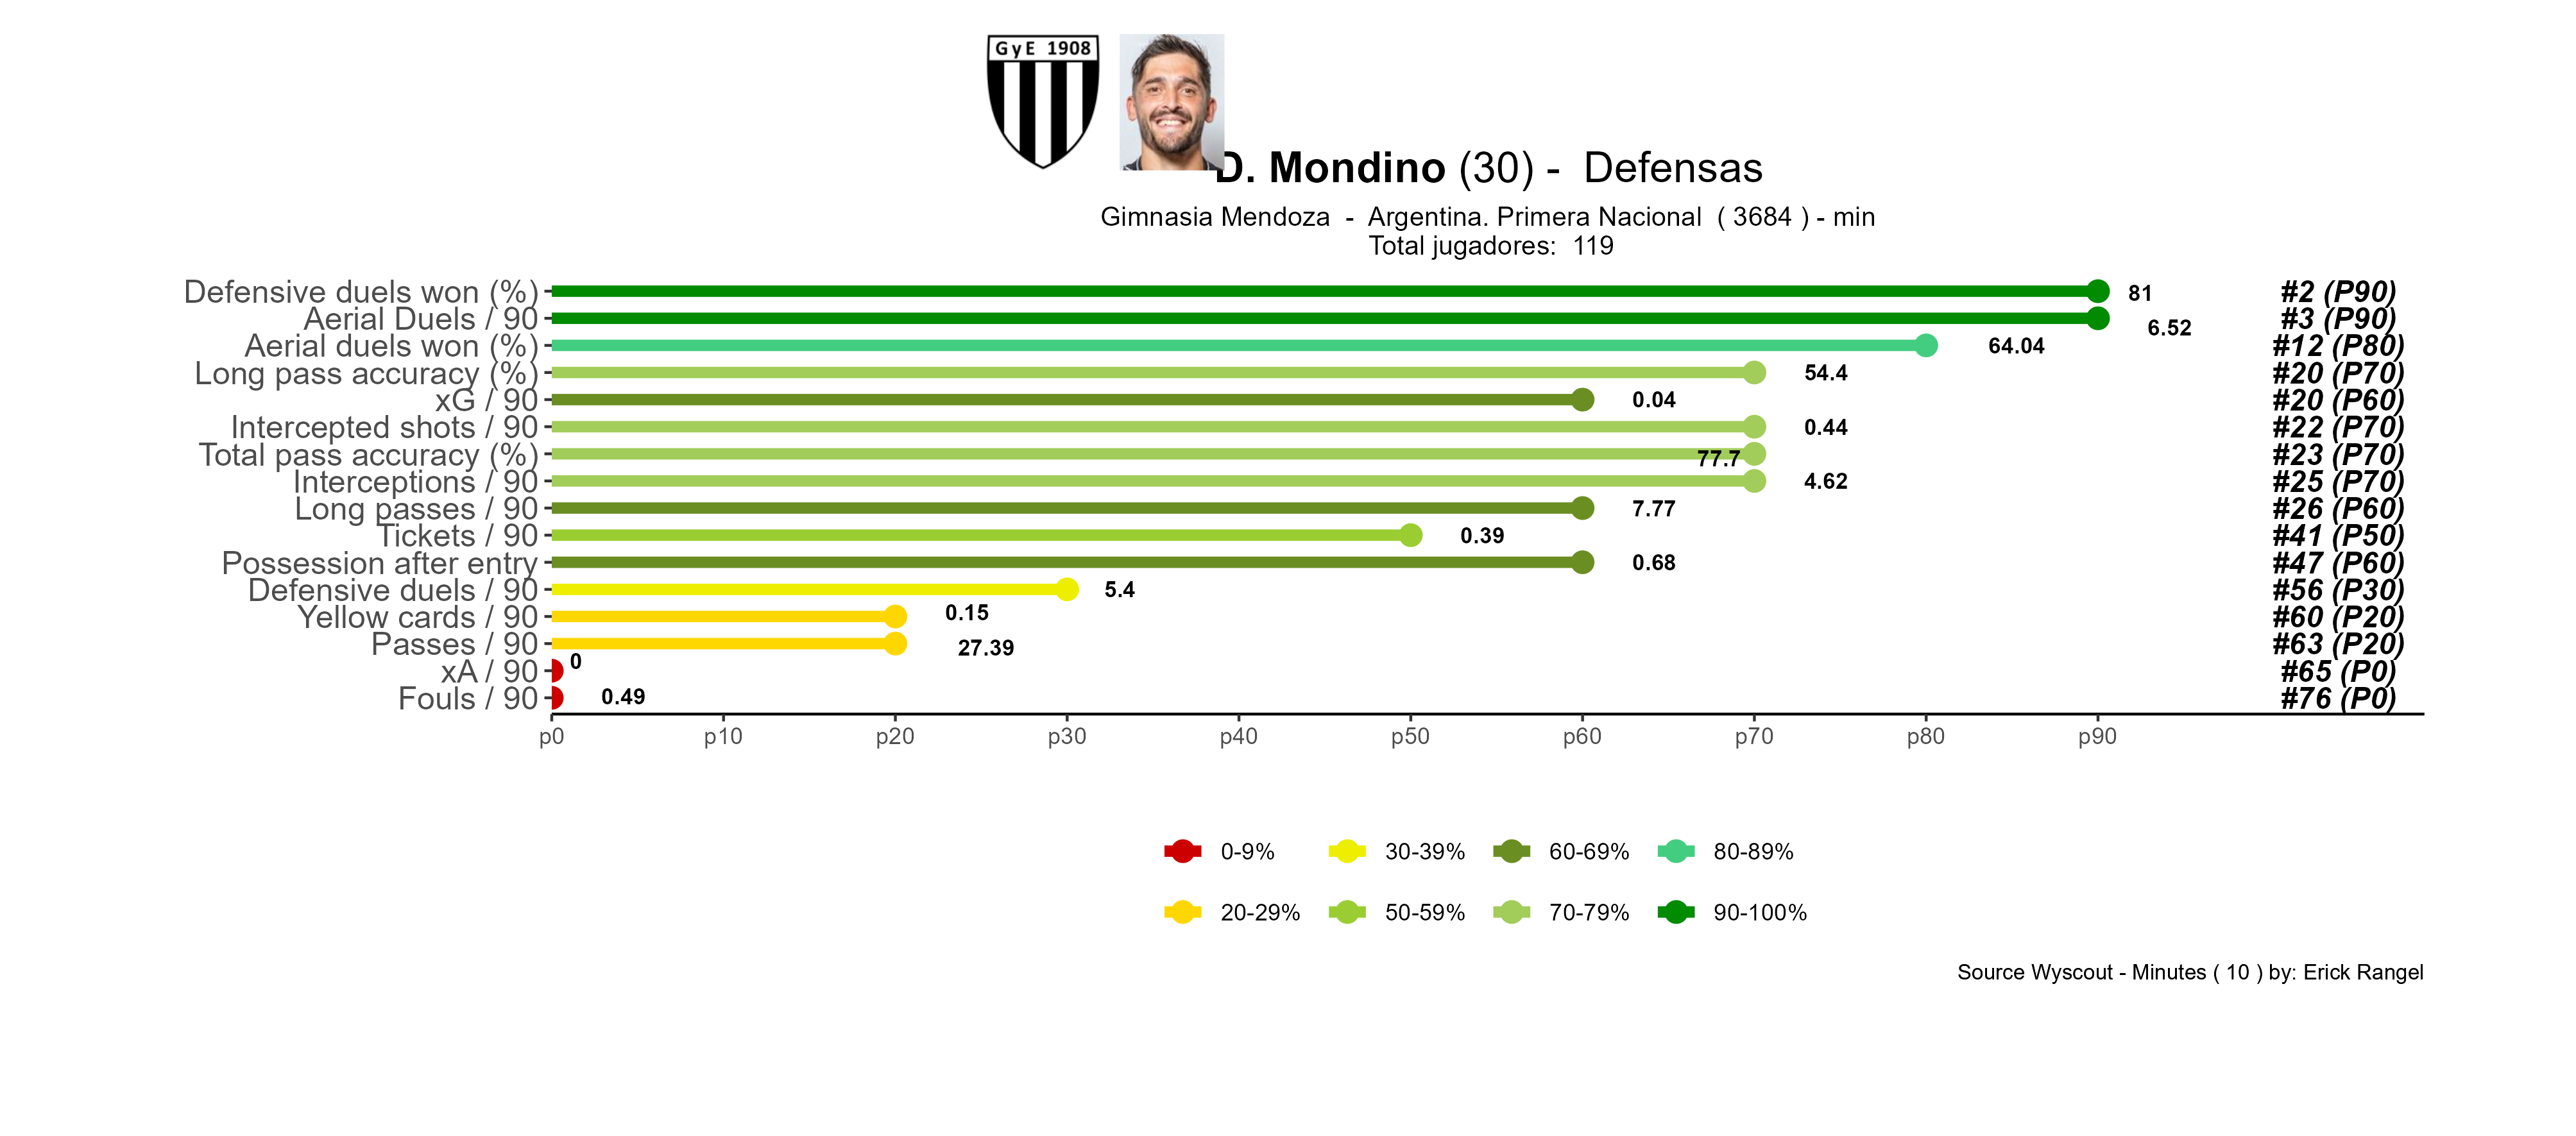 GyE 1908
D. Mondino (30) - Defensas
Gimnasia Mendoza - Argentina. Primera Nacional ( 3684 ) - min
Total jugadores: 119
Defensive duels won (%) 81 #2 (P90)
Aerial Duels / 90 6.52 #3 (P90)
Aerial duels won (%) 64.04 #12 (P80)
Long pass accuracy (%) 54.4 #20 (P70)
xG / 90 0.04 #20 (P60)
Intercepted shots / 90 0.44 #22 (P70)
Total pass accuracy (%) 77.7 #23 (P70)
Interceptions / 90 4.62 #25 (P70)
Long passes / 90 7.77 #26 (P60)
Tickets / 90 0.39 #41 (P50)
Possession after entry 0.68 #47 (P60)
Defensive duels / 90 5.4 #56 (P30)
Yellow cards / 90 0.15 #60 (P20)
Passes / 90 27.39 #63 (P20)
xA / 90 0 #65 (P0)
Fouls / 90 0.49 #76 (P0)
p0 p10 p20 p30 p40 p50 p60 p70 p80 p90
0-9% 30-39% 60-69% 80-89%
20-29% 50-59% 70-79% 90-100%
Source Wyscout - Minutes ( 10 ) by: Erick Rangel